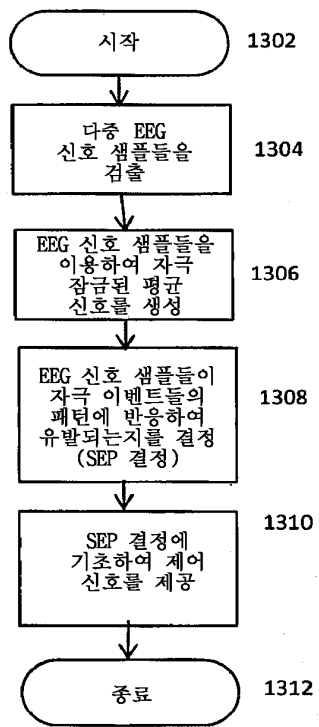 시작
1302
다중 EEG
신호 샘플들을
검출
1304
EEG 신호 샘플들을
이용하여 자극
잠금된 평균
신호를 생성
1306
EEG 신호 샘플들이
자극 이벤트들의
패턴에 반응하여
유발되는지를 결정
(SEP 결정)
1308
SEP 결정에
기초하여 제어
신호를 제공
1310
종료
1312